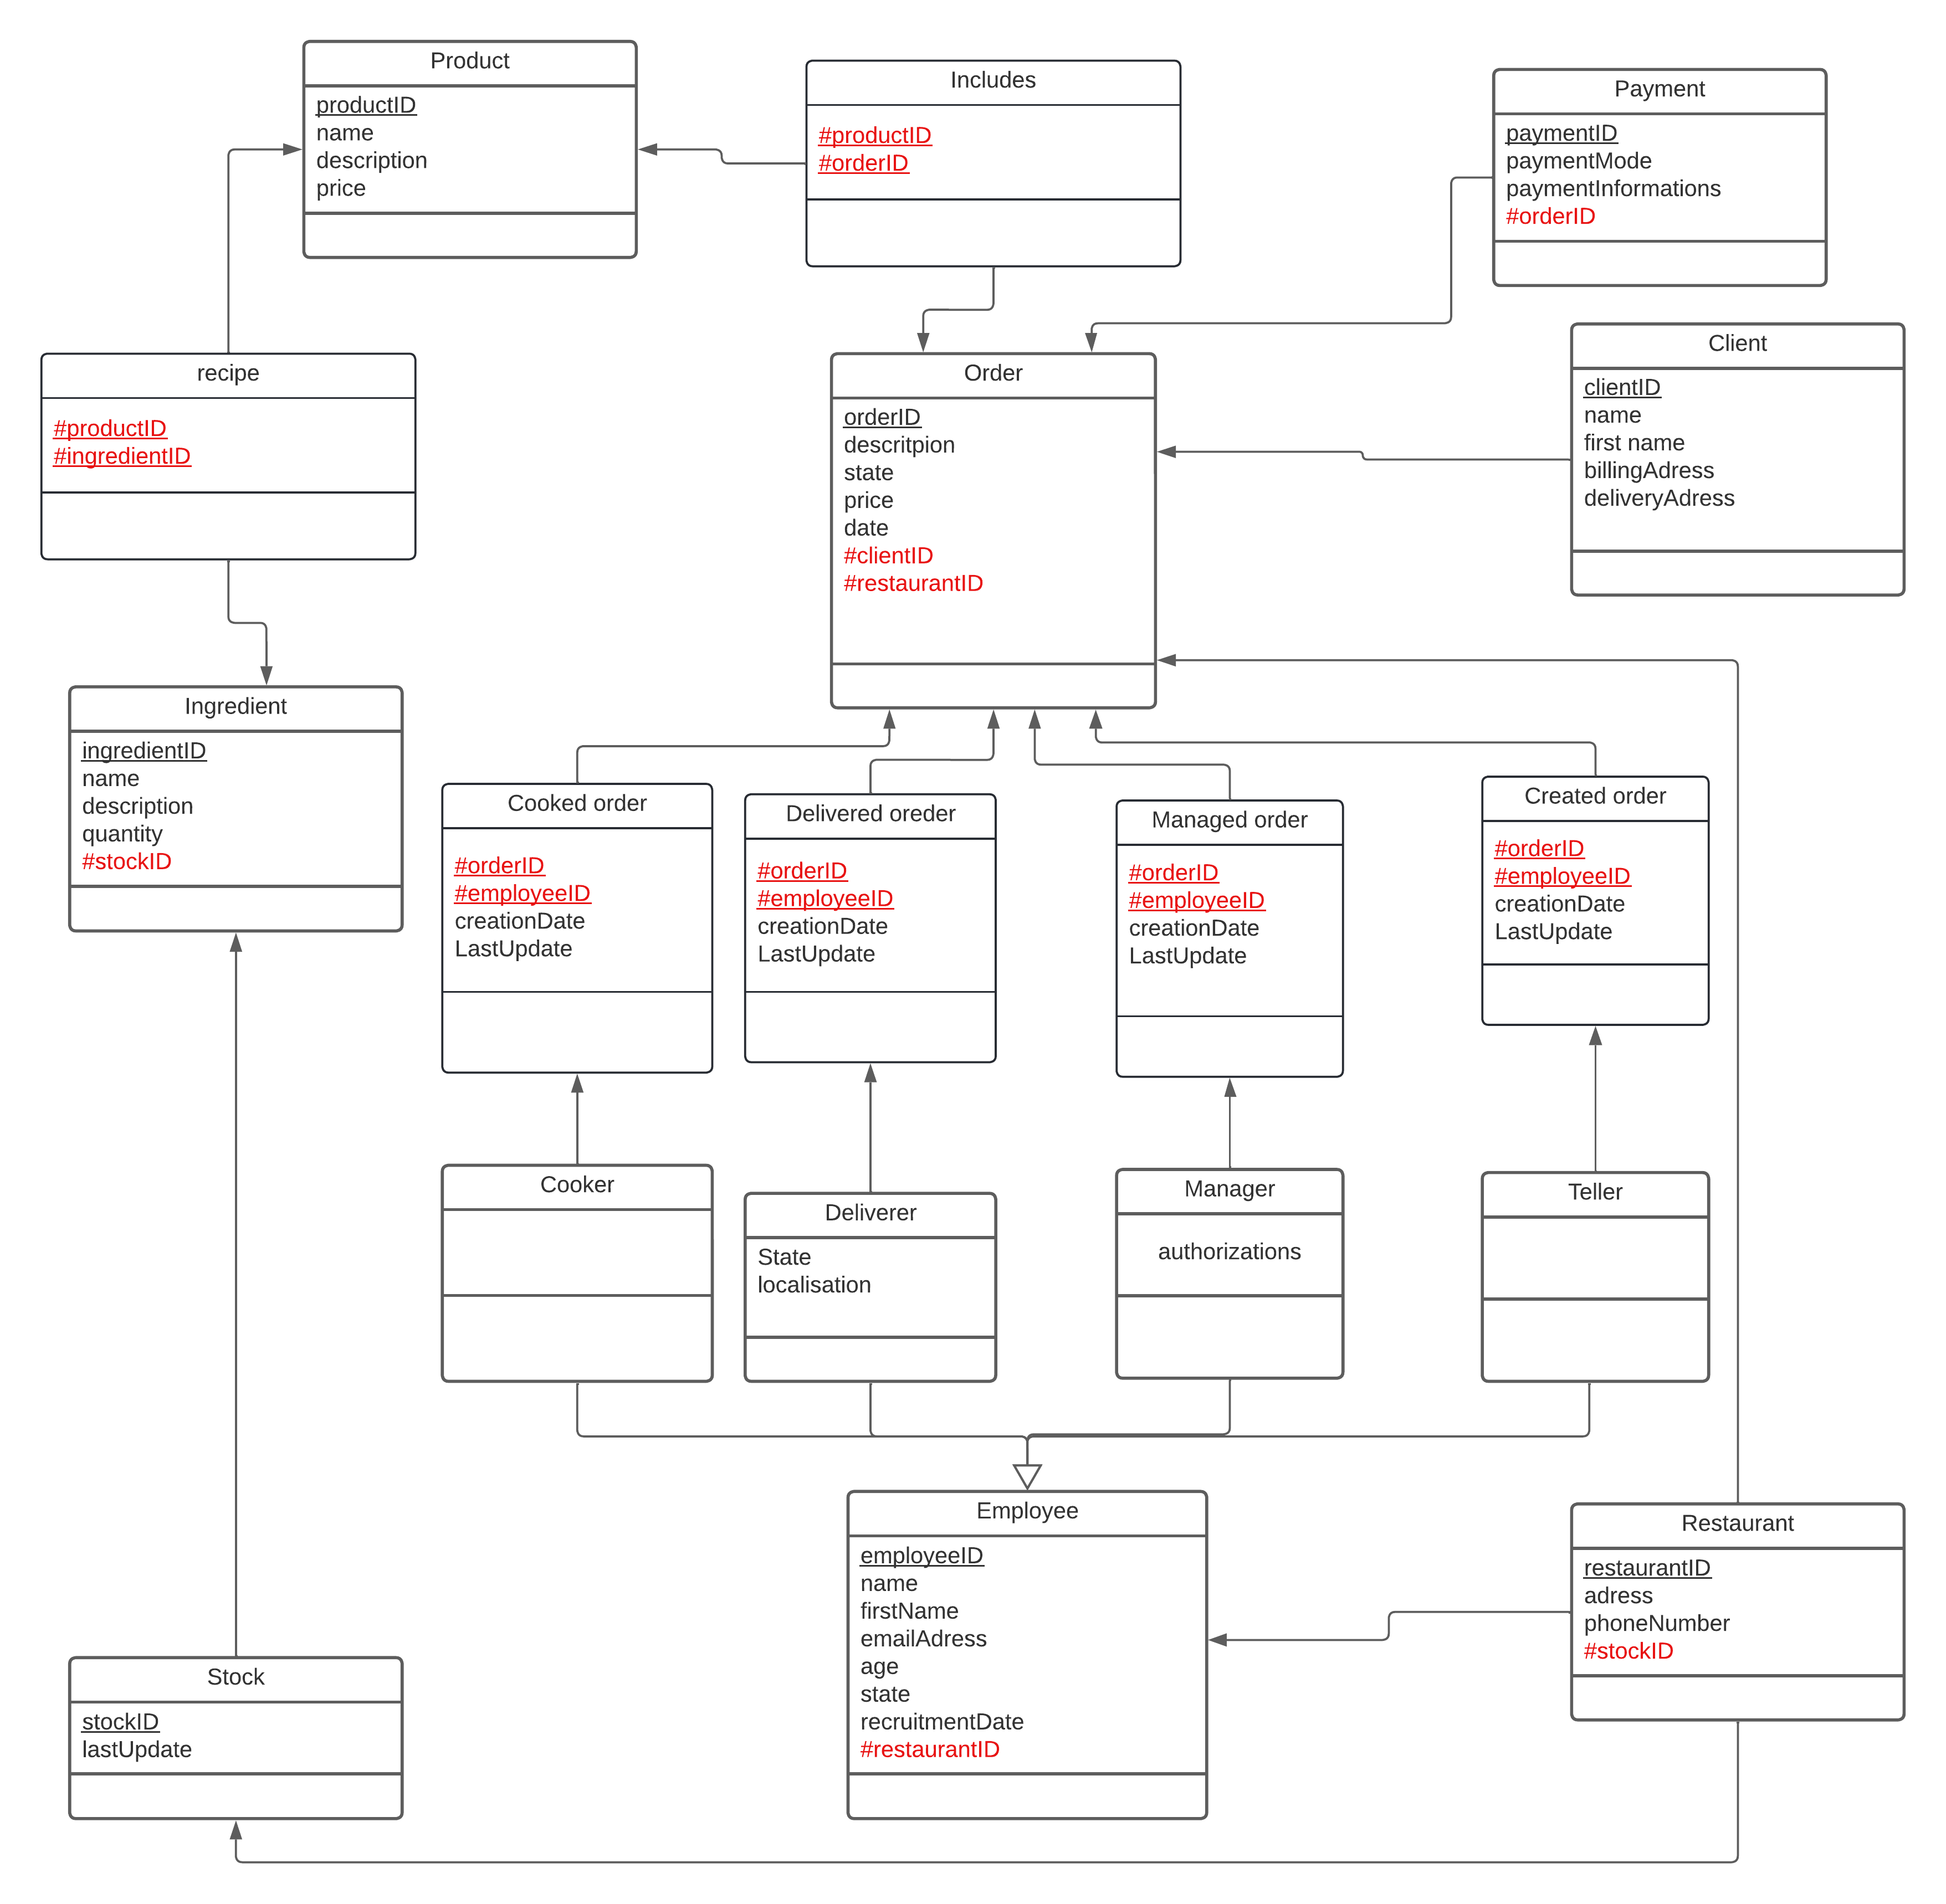 Product
productID
name
description
price
Includes
#productID
#orderID
Payment
paymentID
paymentMode
paymentInformations
#orderID
Client
clientID
name
first name
billingAdress
deliveryAdress
recipe
#productID
#ingredientID
Order
orderID
descritpion
state
price
date
#clientID
#restaurantID
Ingredient
ingredientID
name
description
quantity
#stockID
Cooked order
#orderID
#employeeID
creationDate
LastUpdate
Delivered oreder
#orderID
#employeeID
creationDate
LastUpdate
Managed order
#orderID
#employeeID
creationDate
LastUpdate
Created order
#orderID
#employeeID
creationDate
LastUpdate
Cooker
Deliverer
State
localisation
Manager
authorizations
Teller
Employee
employeeID
name
firstName
emailAdress
age
state
recruitmentDate
#restaurantID
Restaurant
restaurantID
adress
phoneNumber
#stockID
Stock
stockID
lastUpdate